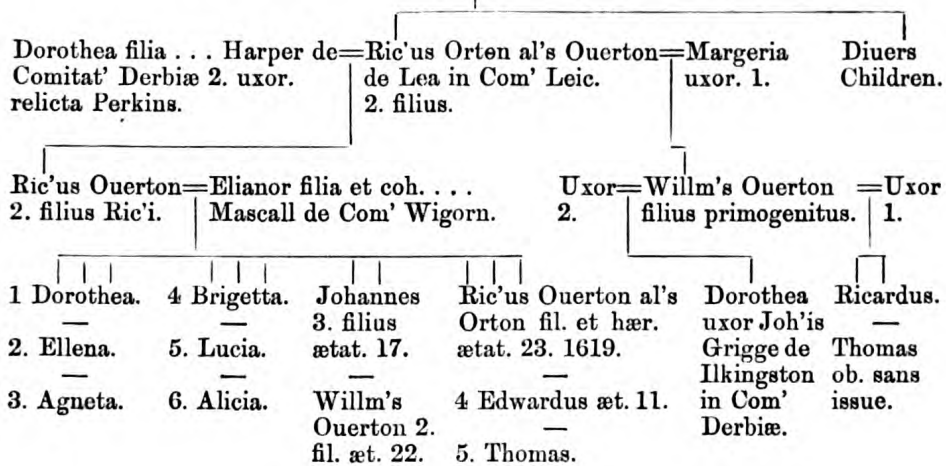 Dorothea filia . . . Harper de=Ric'us Orton al's Ouerton=Margeria
Comitat' Derbiæ 2. uxor.
relicta Perkins.
de Lea in Com' Leic.
2. filius.
uxor. 1.
Diuers
Children.
Ric'us Ouerton=Elianor filia et coh. . . .
2. filius Ric'i.
Mascall de Com' Wigorn.
Uxor=Willm's Ouerton =Uxor
2.
filius primogenitus.
1.
1 Dorothea.
—
2. Ellena.
—
3. Agneta.
4 Brigetta.
—
5. Lucia.
—
6. Alicia.
Johannes
3. filius
ætat. 17.
—
Willm's
Ouerton 2.
fil. æt. 22.
Ric'us Ouerton al's
Orton fil. et hær.
ætat. 23. 1619.
—
4 Edwardus æt. 11.
—
5. Thomas.
Dorothea
uxor Joh'is
Grigge de
Ilkingston
in Com'
Derbiæ.
Ricardus.
—
Thomas
ob. sans
issue.